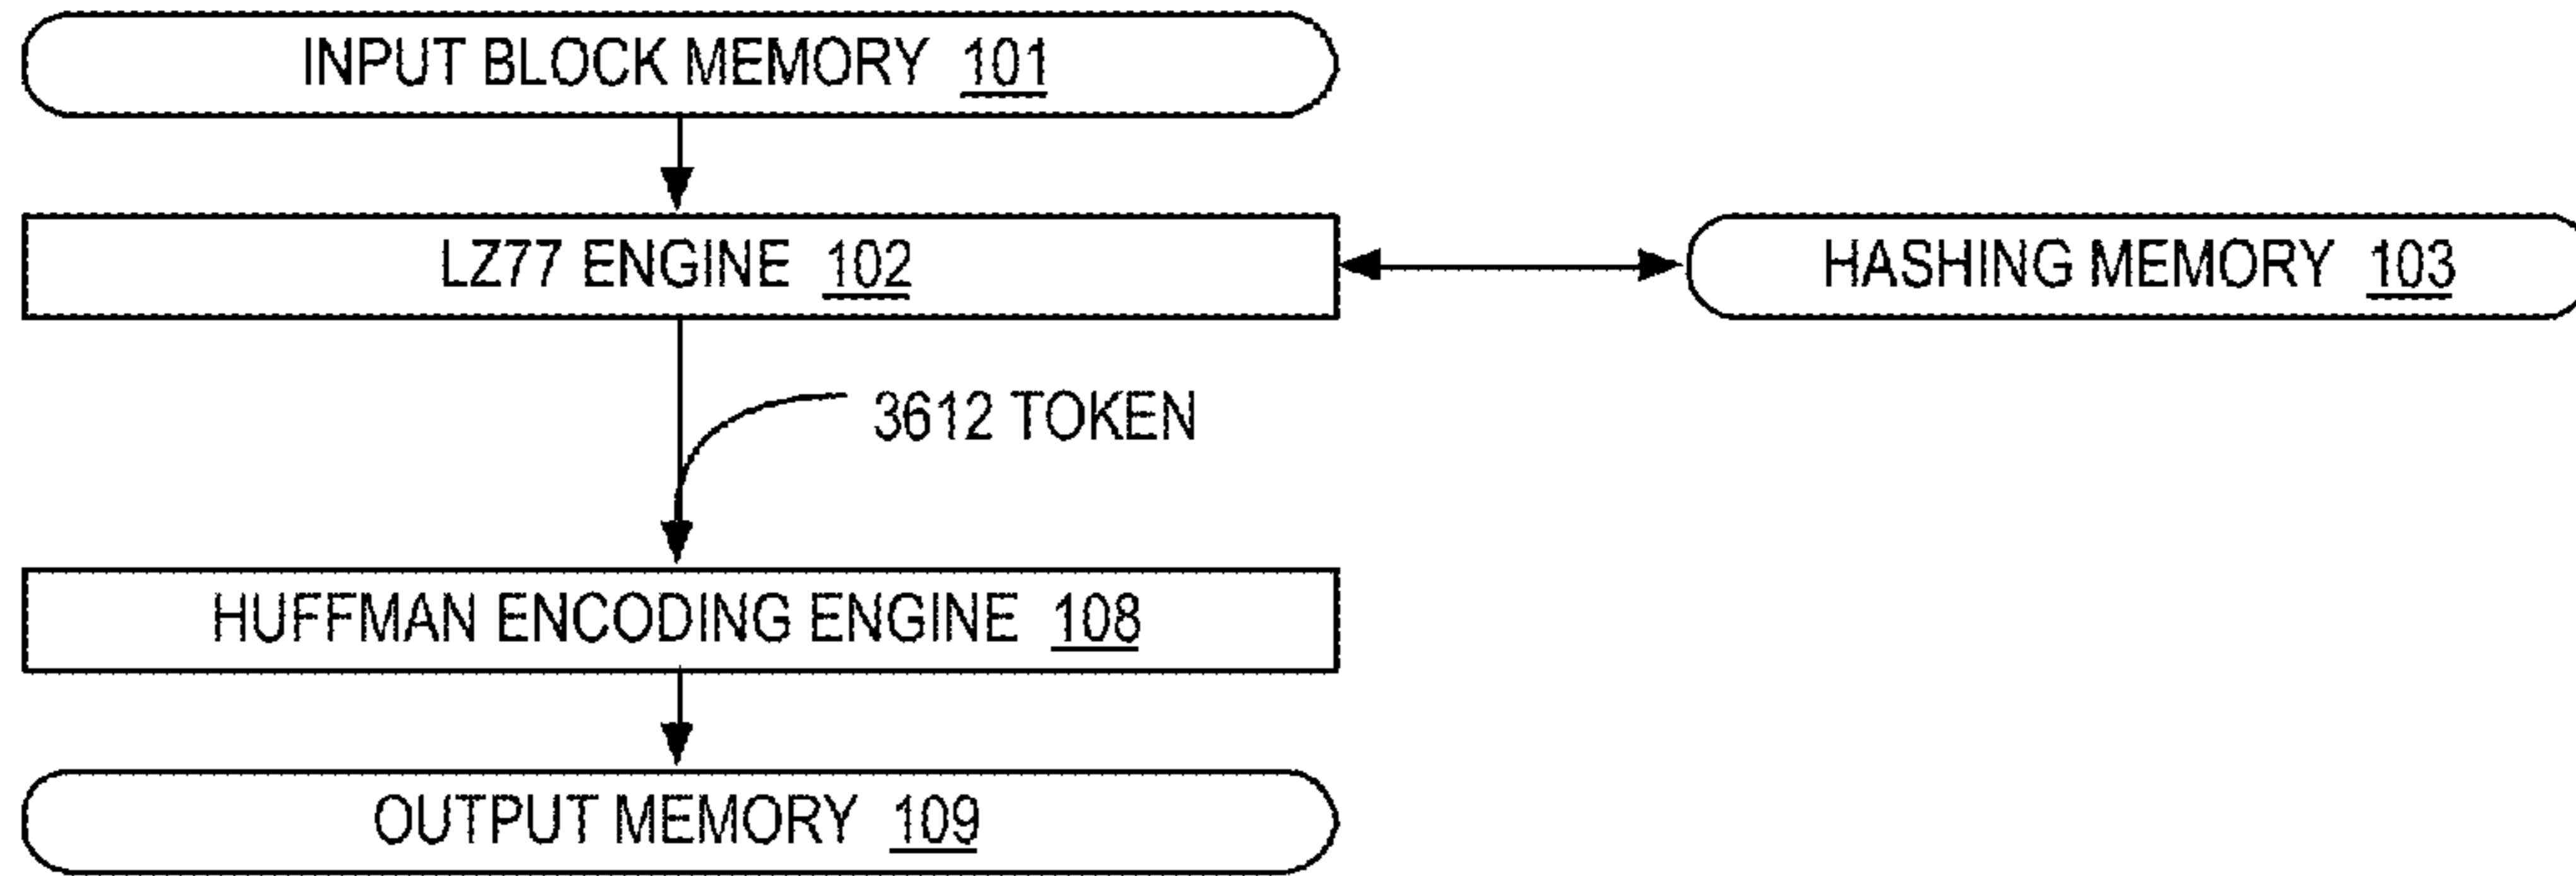 INPUT BLOCK MEMORY 101
LZ77 ENGINE 102
HASHING MEMORY 103
3612 TOKEN
HUFFMAN ENCODING ENGINE 108
OUTPUT MEMORY 109